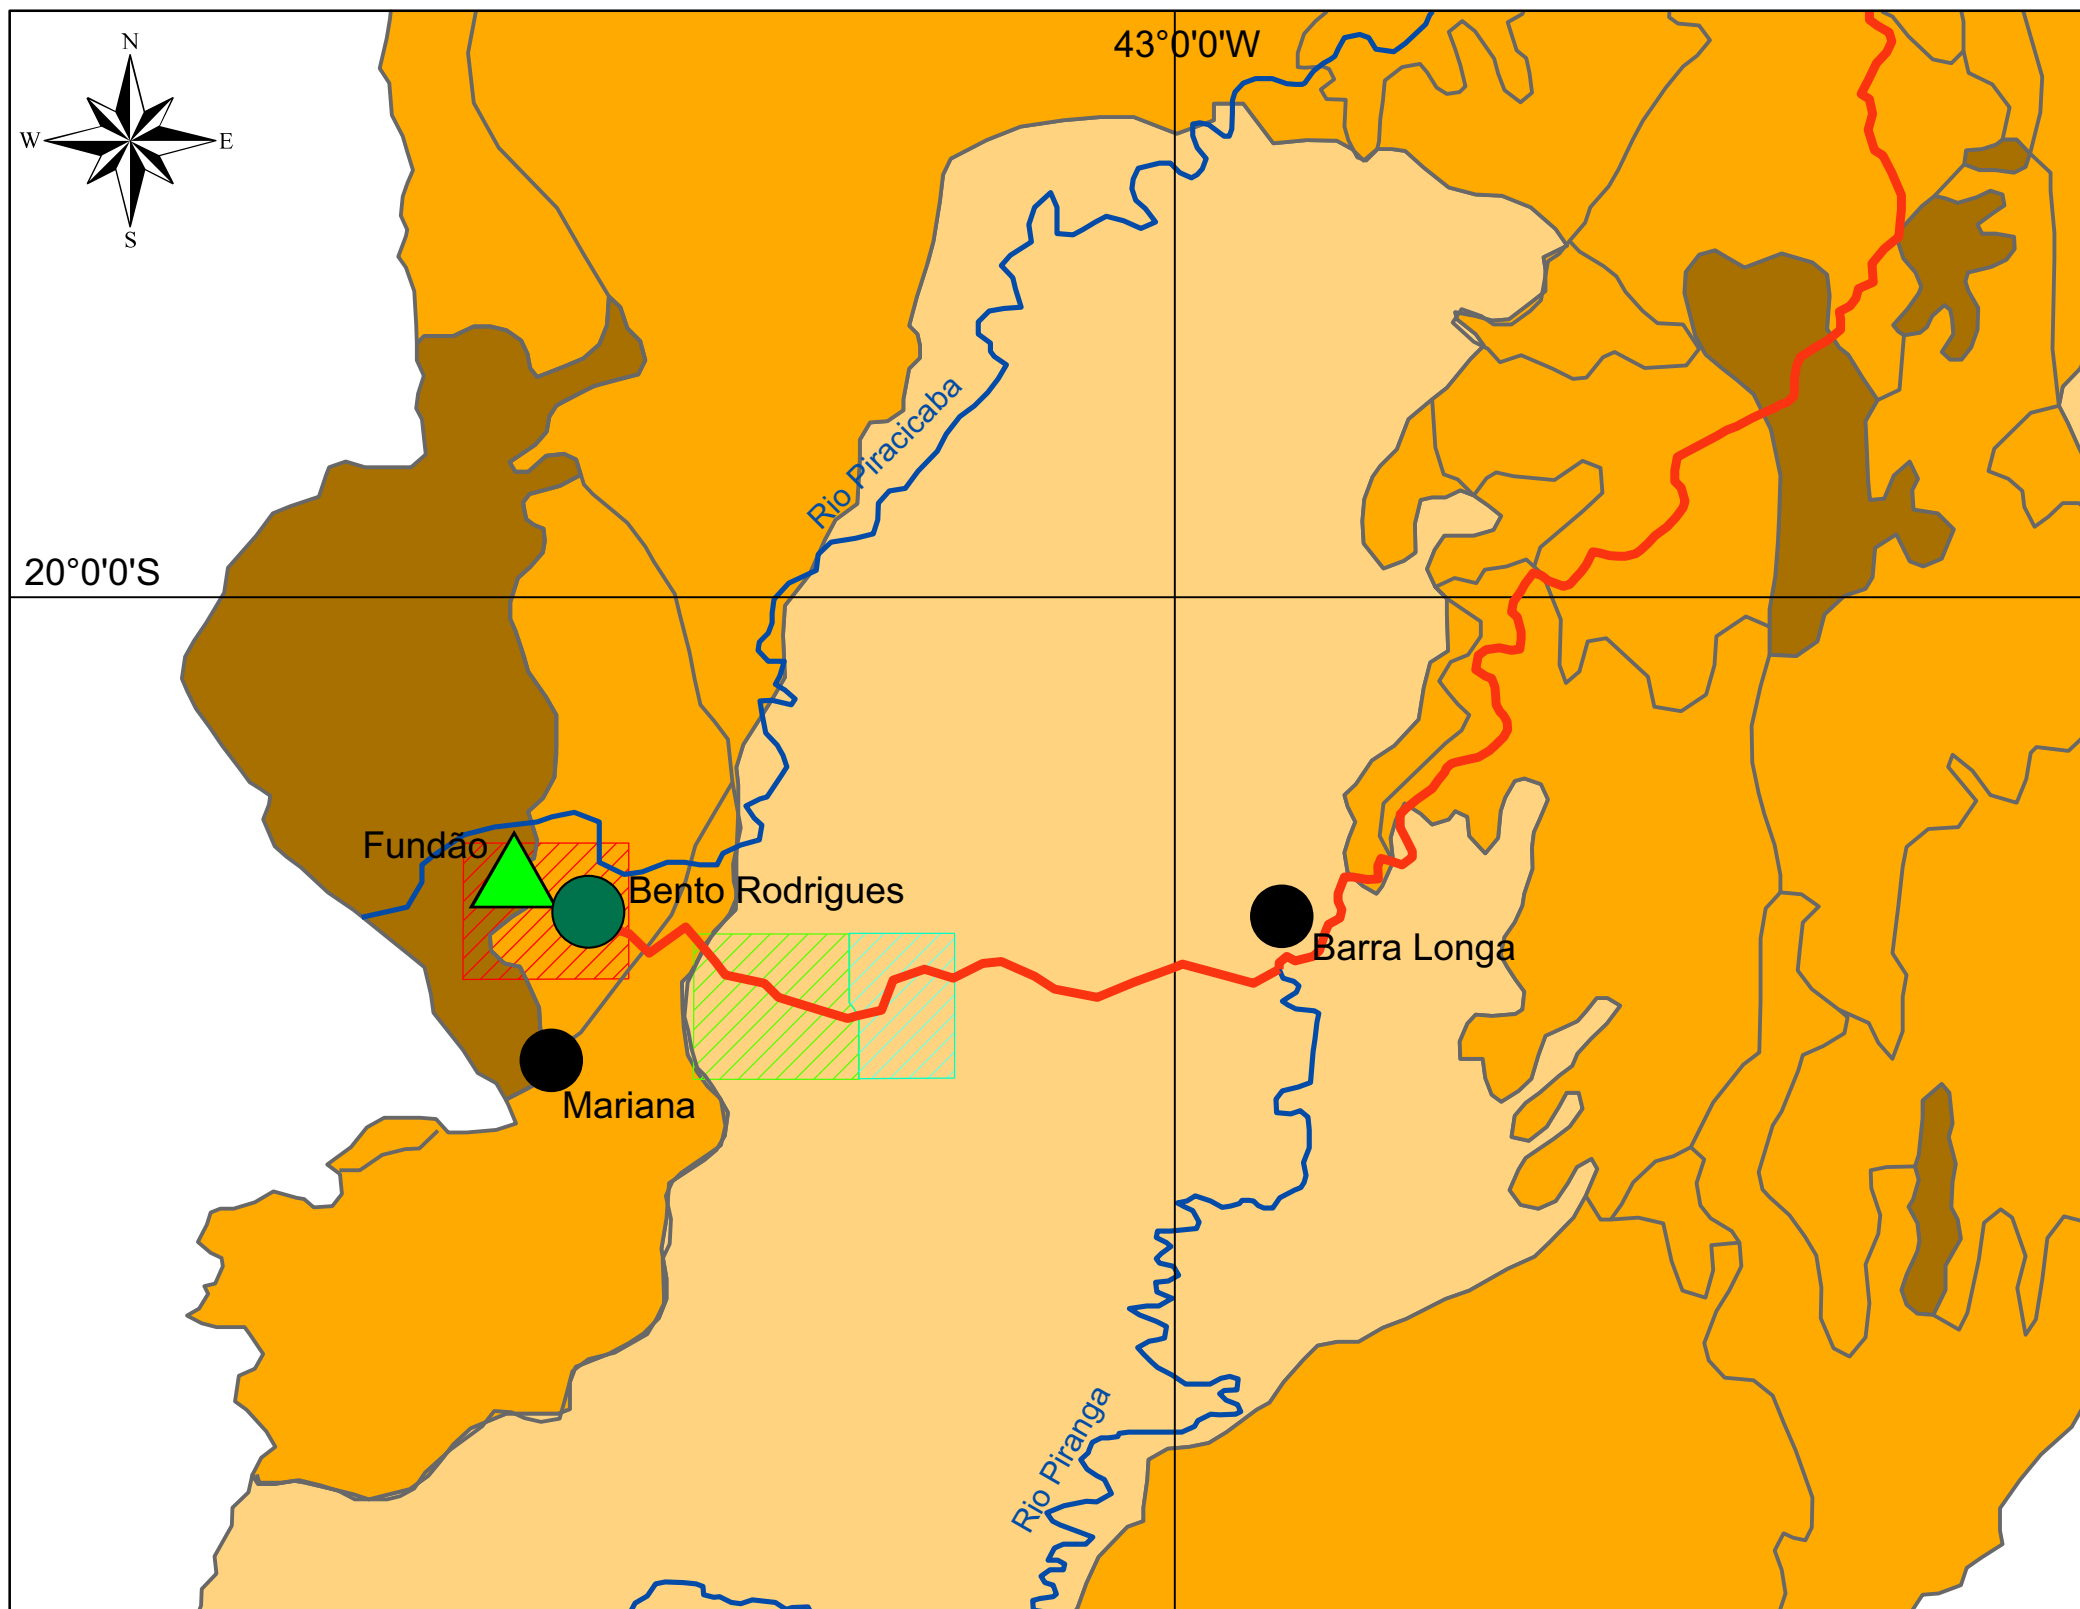 N
43°0'0'W
W
E
S
Rio Piracicaba
20°0'0'S
Fundão
Bento Rodrigues
Barra Longa
Mariana
Rio Piranga